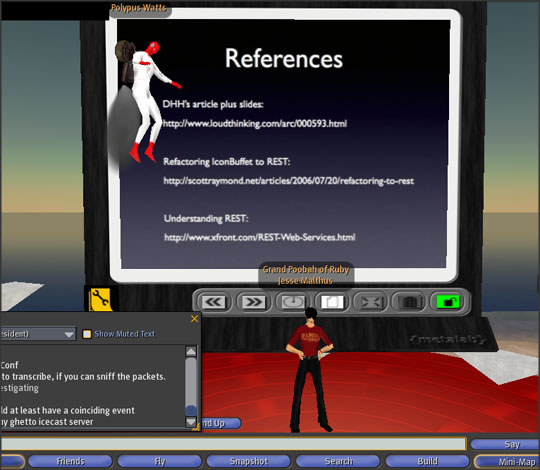 Polypus Watts
References
DHH's article plus slides:
http://www.loudthinking.com/arc/000593.html
Refactoring IconBuffet to REST:
http://scottraymond.net/articles/2006/07/20/refactoring-to-rest
Understanding REST:
http://www.xfront.com/REST-Web-Services.html
Grand Poobah of Ruby
Jesse Malthus
{metalab}
esident)
Show Muted Text
Conf
to transcribe, if you can sniff the packets.
estigating
ld at least have a coinciding event
y ghetto icecast server
nd Up
Say
Friends
Fly
Snapshot
Search
Build
Mini-Map